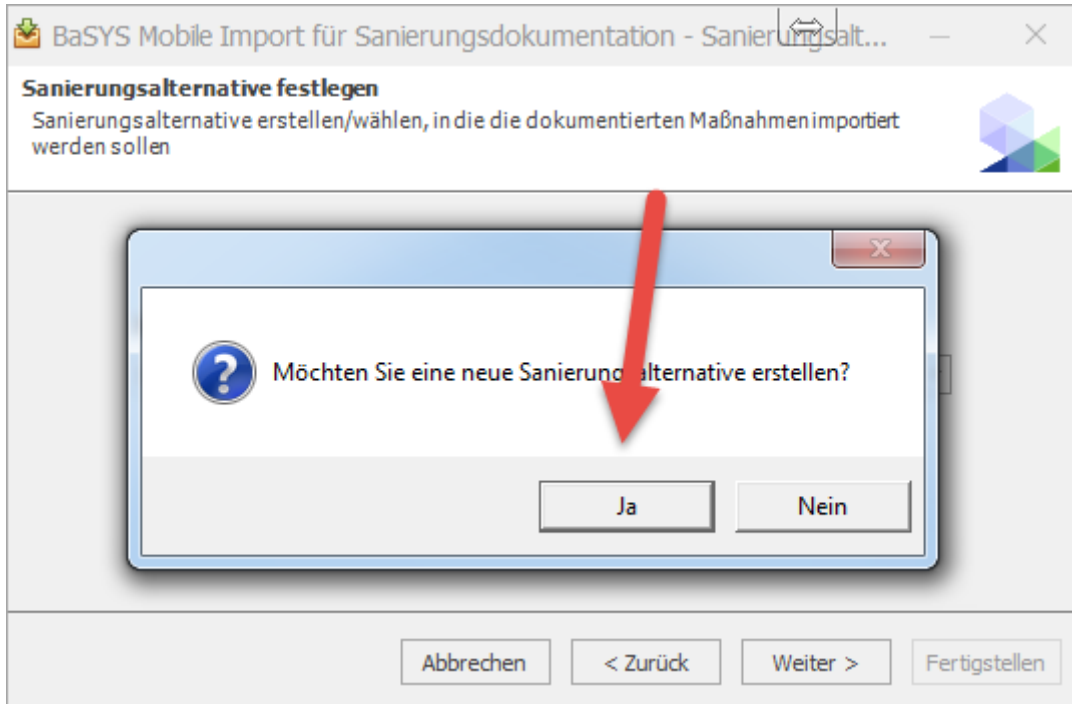 BaSYS Mobile Import für Sanierungsdokumentation - Sanierungsalt...
Sanierungsalternative festlegen
Sanierungsalternative erstellen/wählen, in die die dokumentierten Maßnahmen importiert
werden sollen
Möchten Sie eine neue Sanierungsalternative erstellen?
Ja
Nein
Abbrechen
< Zurück
Weiter >
Fertigstellen